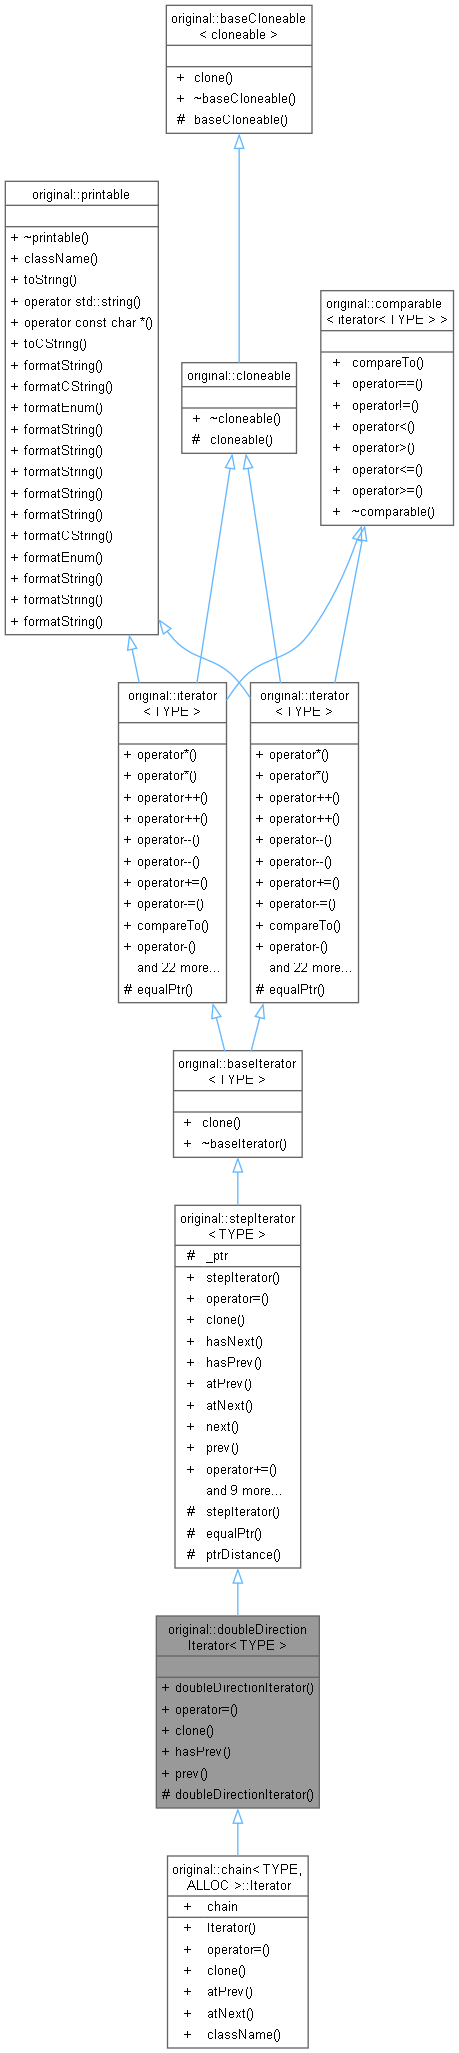 original::baseCloneable
< cloneable >
+ clone()
+ ~baseCloneable()
# baseCloneable()
original::printable
+ ~printable()
+ className()
+ toString()
+ operator std::string()
+ operator const char *()
+ toCString()
+ formatString()
+ formatCString()
+ formatEnum()
+ formatString()
+ formatString()
+ formatString()
+ formatString()
+ formatString()
+ formatCString()
+ formatEnum()
+ formatString()
+ formatString()
+ formatString()
original::comparable
< iterator< TYPE > >
+ compareTo()
+ operator==()
+ operator!=()
+ operator<()
+ operator>()
+ operator<=()
+ operator>=()
+ ~comparable()
original::cloneable
+ ~cloneable()
# cloneable()
original::iterator
< TYPE >
+ operator*()
+ operator*()
+ operator++()
+ operator++()
+ operator--()
+ operator--()
+ operator+=()
+ operator-=()
+ compareTo()
+ operator-()
and 22 more...
# equalPtr()
original::iterator
< TYPE >
+ operator*()
+ operator*()
+ operator++()
+ operator++()
+ operator--()
+ operator--()
+ operator+=()
+ operator-=()
+ compareTo()
+ operator-()
and 22 more...
# equalPtr()
original::baseIterator
< TYPE >
+ clone()
+ ~baseIterator()
original::stepIterator
< TYPE >
# _ptr
+ stepIterator()
+ operator=()
+ clone()
+ hasNext()
+ hasPrev()
+ atPrev()
+ atNext()
+ next()
+ prev()
+ operator+=()
and 9 more...
# stepIterator()
# equalPtr()
# ptrDistance()
original::doubleDirection
Iterator< TYPE >
+ doubleDirectionIterator()
+ operator=()
+ clone()
+ hasPrev()
+ prev()
# doubleDirectionIterator()
original::chain< TYPE,
ALLOC >::Iterator
+ chain
+ Iterator()
+ operator=()
+ clone()
+ atPrev()
+ atNext()
+ className()